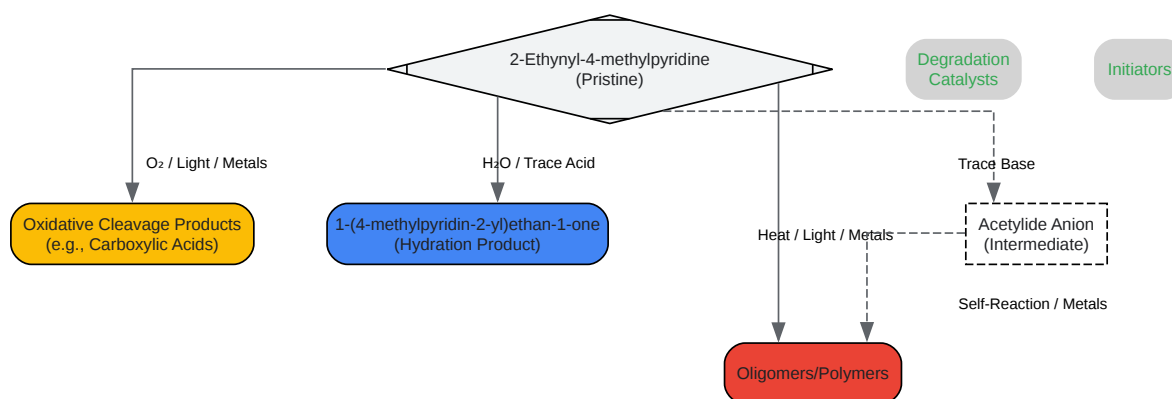 2-Ethynyl-4-methylpyridine
(Pristine)
Degradation
Catalysts
Initiators
O₂ / Light / Metals
H₂O / Trace Acid
Trace Base
Oxidative Cleavage Products
(e.g., Carboxylic Acids)
1-(4-methylpyridin-2-yl)ethan-1-one
(Hydration Product)
Heat / Light / Metals
Acetylide Anion
(Intermediate)
Self-Reaction / Metals
Oligomers/Polymers